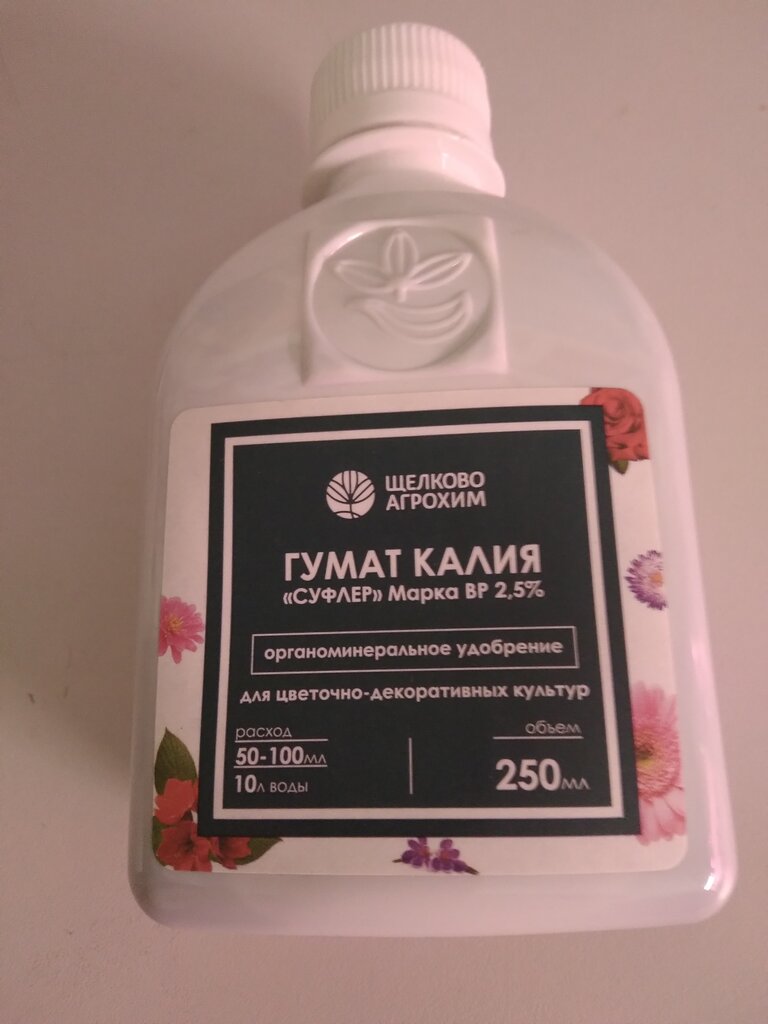 ЩЕЛКОВО
АГРОХИМ
ГУМАТ КАЛИЯ
«СУФЛЕР» Марка ВР 2,5%
органоминеральное удобрение
для цветочно-декоративных культур
расход
50-100мл
10л воды
объем
250мл